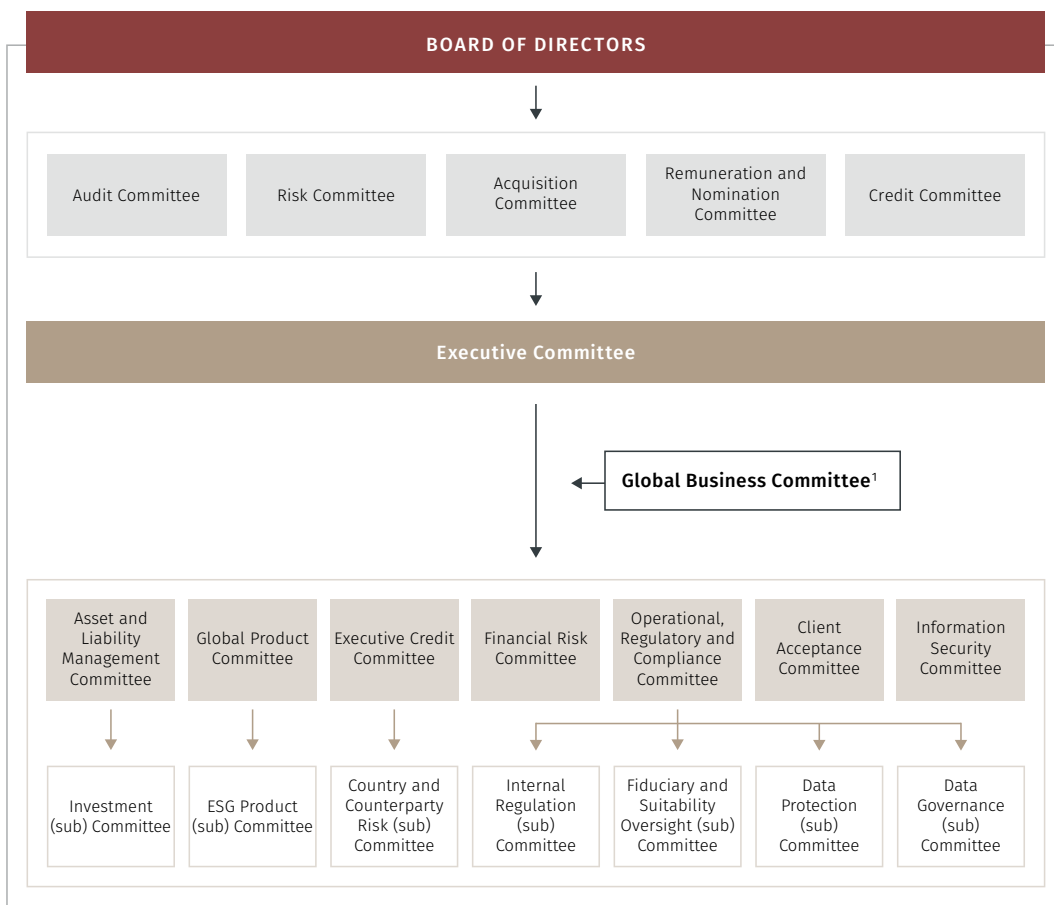 BOARD OF DIRECTORS
Audit Committee
Risk Committee
Acquisition
Committee
Remuneration and
Nomination
Committee
Credit Committee
Executive Committee
Global Business Committee¹
Asset and
Liability
Management
Committee
Global Product
Committee
Executive Credit
Committee
Financial Risk
Committee
Operational,
Regulatory and
Compliance
Committee
Client
Acceptance
Committee
Information
Security
Committee
Investment
(sub) Committee
ESG Product
(sub) Committee
Country and
Counterparty
Risk (sub)
Committee
Internal
Regulation
(sub)
Committee
Fiduciary and
Suitability
Oversight (sub)
Committee
Data
Protection
(sub)
Committee
Data
Governance
(sub)
Committee